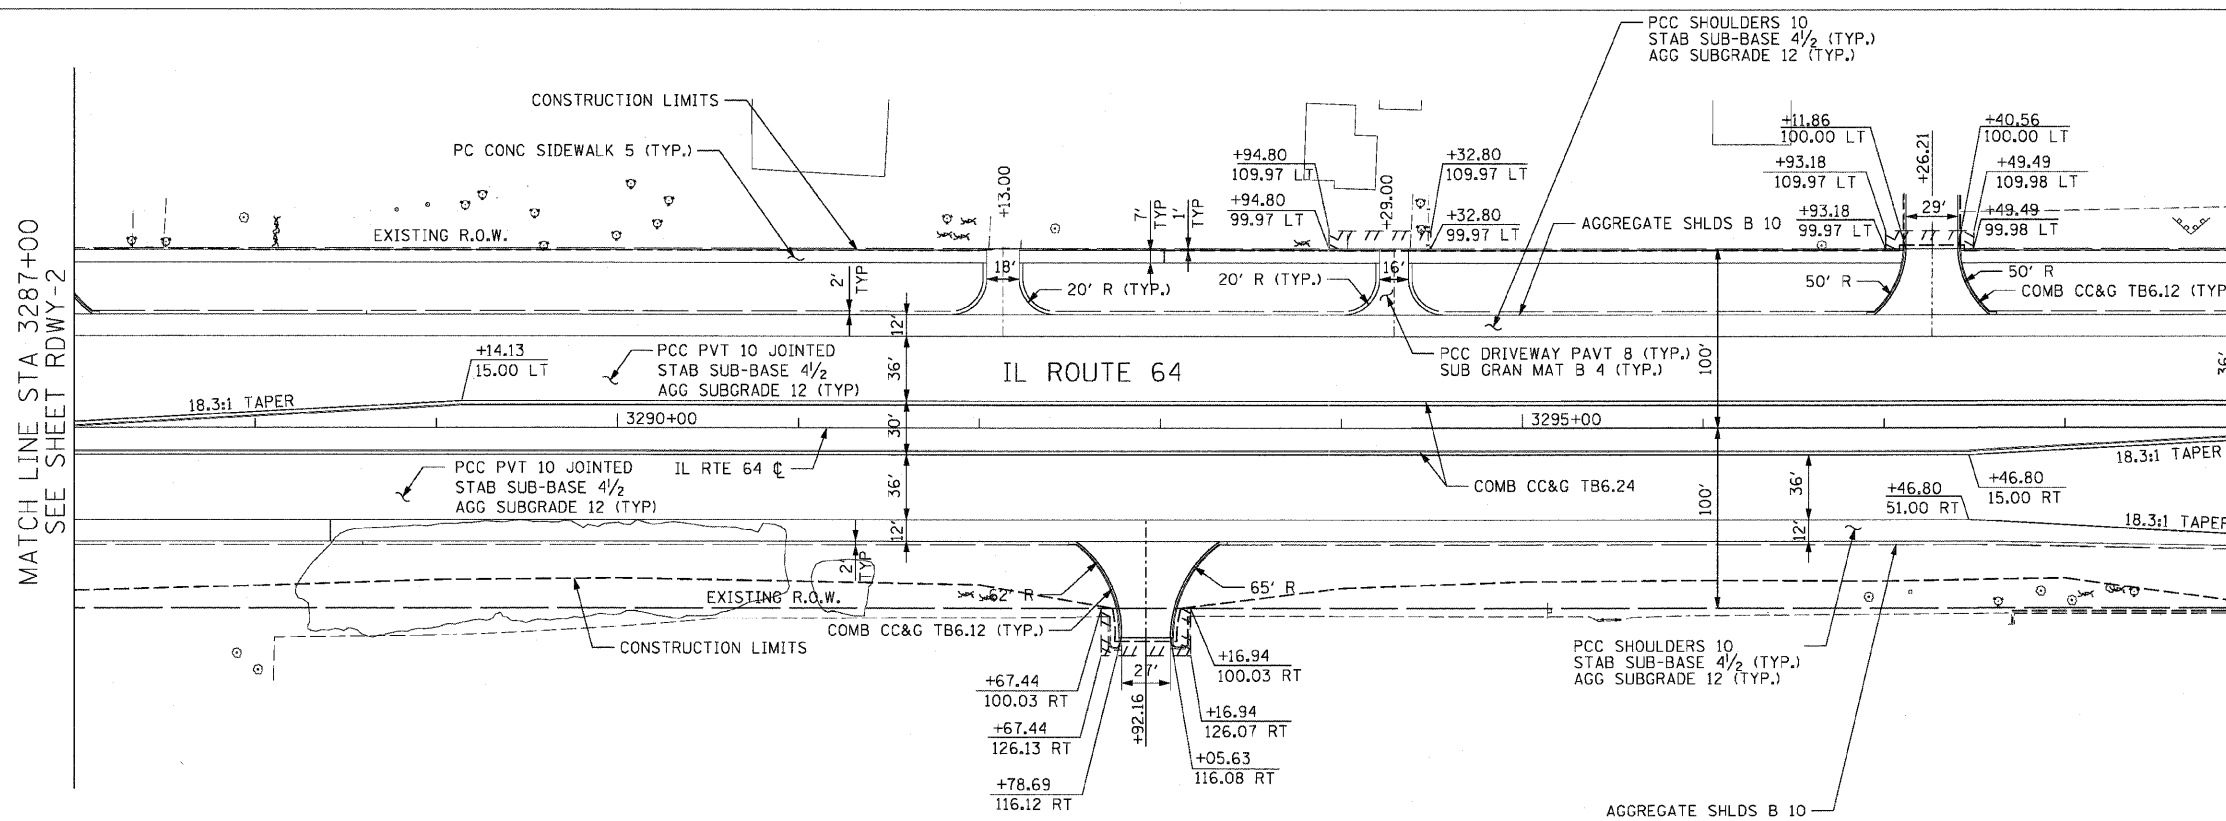 PCC SHOULDERS 10
STAB SUB-BASE 4 1/2 (TYP.)
AGG SUBGRADE 12 (TYP.)
CONSTRUCTION LIMITS
PC CONC SIDEWALK 5 (TYP.)
EXISTING R.O.W.
+13.00
+94.80
109.97 LT
+94.80
99.97 LT
+29.00
+32.80
109.97 LT
+32.80
99.97 LT
AGGREGATE SHLDS B 10
+11.86
100.00 LT
+93.18
109.97 LT
+93.18
99.97 LT
+26.21
+40.56
100.00 LT
+49.49
109.98 LT
+49.49
99.98 LT
29'
7'
TYP
1'
TYP
2'
TYP
18'
20' R (TYP.)
20' R (TYP.)
16'
50' R
50' R
COMB CC&G TB6.12 (TYP
MATCH LINE STA 3287+00
SEE SHEET RDWY-2
12'
+14.13
15.00 LT
PCC PVT 10 JOINTED
STAB SUB-BASE 4 1/2
AGG SUBGRADE 12 (TYP)
36'
IL ROUTE 64
PCC DRIVEWAY PAVT 8 (TYP.)
SUB GRAN MAT B 4 (TYP.)
100'
36'
18.3:1 TAPER
3290+00
30'
3295+00
PCC PVT 10 JOINTED
STAB SUB-BASE 4 1/2
AGG SUBGRADE 12 (TYP)
IL RTE 64 ℄
36'
COMB CC&G TB6.24
100'
36'
+46.80
51.00 RT
+46.80
15.00 RT
18.3:1 TAPER
18.3:1 TAPER
12'
12'
2'
TYP
EXISTING R.O.W.
62' R
65' R
COMB CC&G TB6.12 (TYP.)
CONSTRUCTION LIMITS
PCC SHOULDERS 10
STAB SUB-BASE 4 1/2 (TYP.)
AGG SUBGRADE 12 (TYP.)
27'
+67.44
100.03 RT
+67.44
126.13 RT
+78.69
116.12 RT
+92.16
+16.94
100.03 RT
+16.94
126.07 RT
+05.63
116.08 RT
AGGREGATE SHLDS B 10